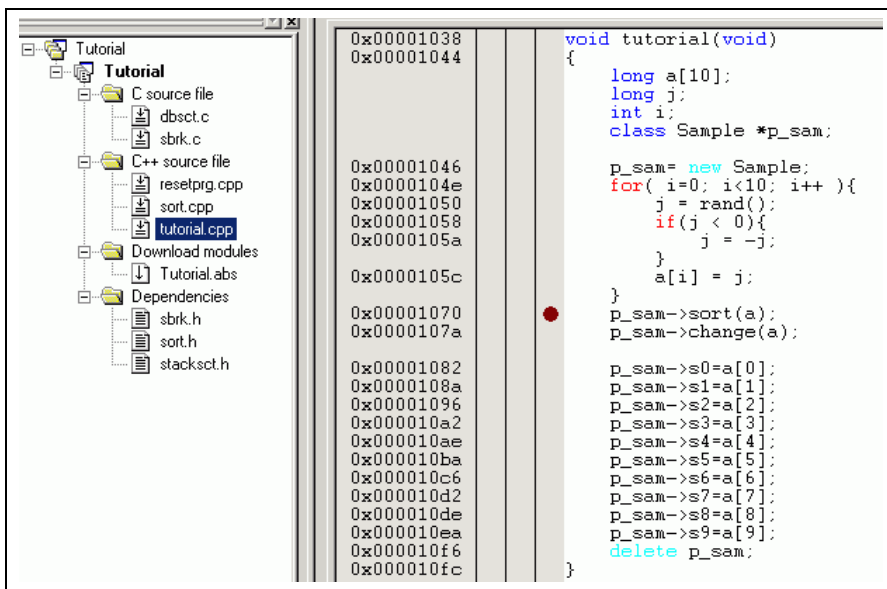 Tutorial
Tutorial
C source file
dbsct.c
sbrk.c
C++ source file
resetprg.cpp
sort.cpp
tutorial.cpp
Download modules
Tutorial.abs
Dependencies
sbrk.h
sort.h
stacksct.h
0x00001038 void tutorial(void)
0x00001044 {
long a[10];
long j;
int i;
class Sample *p_sam;
0x00001046 p_sam= new Sample;
0x0000104e for( i=0; i<10; i++ ){
0x00001050 j = rand();
0x00001058 if(j < 0){
0x0000105a j = -j;
}
0x0000105c a[i] = j;
}
0x00001070 p_sam->sort(a);
0x0000107a p_sam->change(a);
0x00001082 p_sam->s0=a[0];
0x0000108a p_sam->s1=a[1];
0x00001096 p_sam->s2=a[2];
0x000010a2 p_sam->s3=a[3];
0x000010ae p_sam->s4=a[4];
0x000010ba p_sam->s5=a[5];
0x000010c6 p_sam->s6=a[6];
0x000010d2 p_sam->s7=a[7];
0x000010de p_sam->s8=a[8];
0x000010ea p_sam->s9=a[9];
0x000010f6 delete p_sam;
0x000010fc }